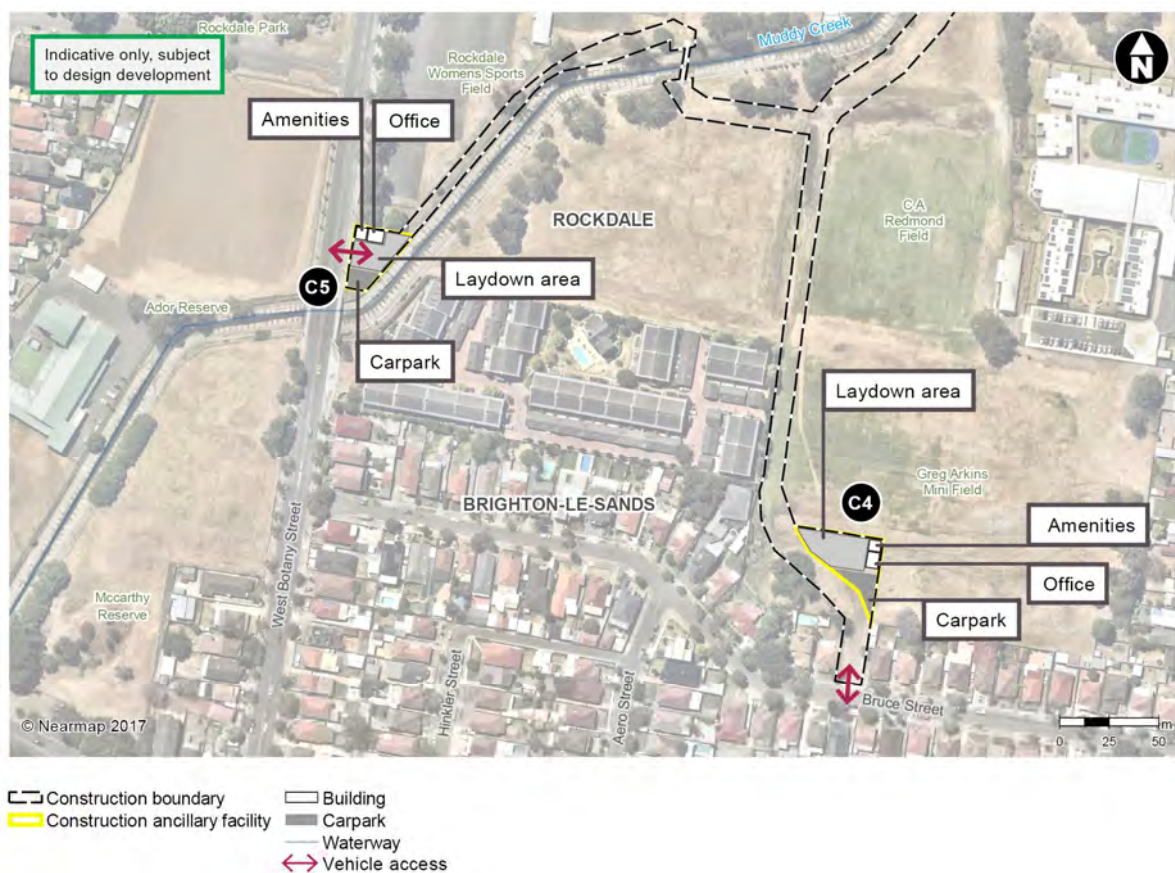 Rockdale Park
Indicative only, subject
to design development
Rockdale
Womens Sports
Field
Muddy Creek
N
Amenities
Office
ROCKDALE
C.A
Redmond
Field
C5
Laydown area
Ador Reserve
Carpark
Laydown area
Greg Arkins
Mini Field
C4
BRIGHTON-LE-SANDS
Amenities
Office
Carpark
West Botany Street
Mccarthy
Reserve
Hinkler Street
Aero Street
Bruce Street
© Nearmap 2017
m
0 25 50
Construction boundary
Construction ancillary facility
Building
Carpark
Waterway
Vehicle access